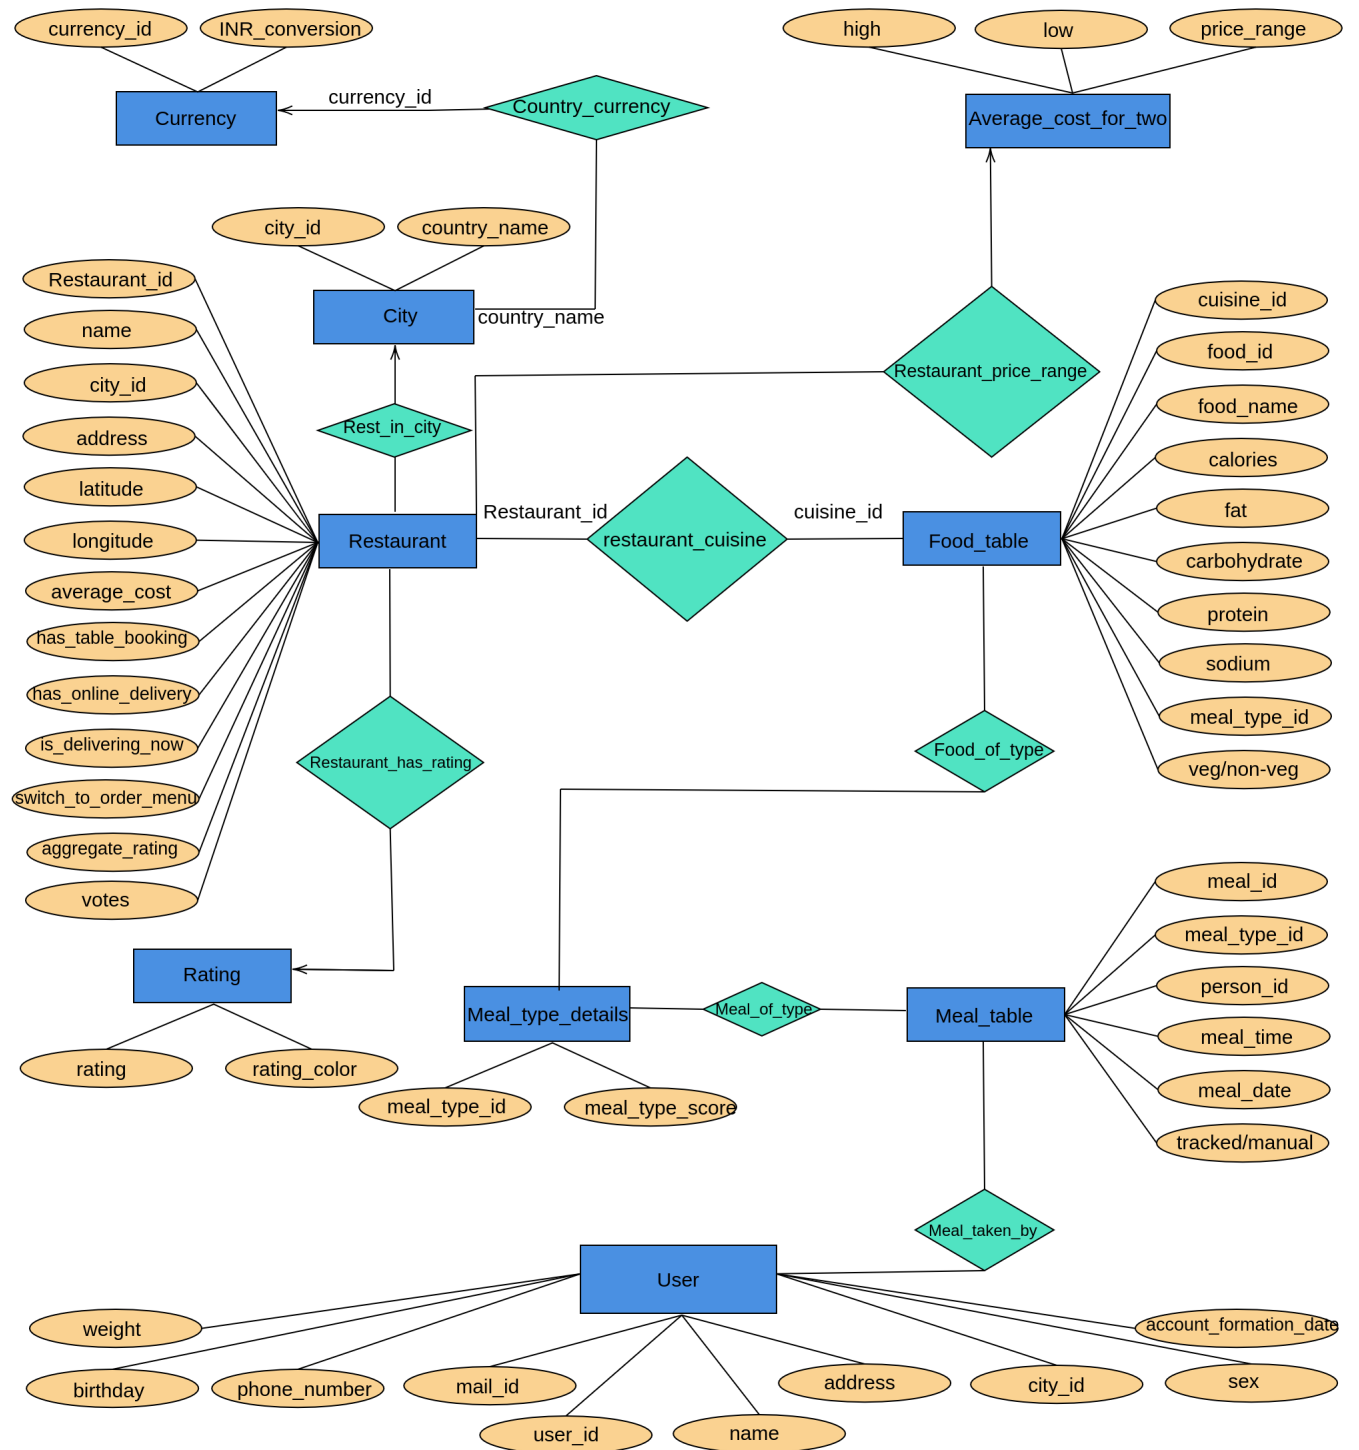 currency_id
INR_conversion
high
low
price_range
currency_id
Country_currency
Currency
Average_cost_for_two
city_id
country_name
Restaurant_id
City
country_name
cuisine_id
name
food_id
Restaurant_price_range
city_id
food_name
Rest_in_city
address
calories
latitude
Restaurant_id
cuisine_id
fat
longitude
Restaurant
restaurant_cuisine
Food_table
carbohydrate
average_cost
protein
has_table_booking
sodium
has_online_delivery
meal_type_id
is_delivering_now
Food_of_type
Restaurant_has_rating
veg/non-veg
switch_to_order_menu
aggregate_rating
votes
meal_id
meal_type_id
Rating
person_id
Meal_type_details
Meal_of_type
Meal_table
meal_time
rating
rating_color
meal_date
meal_type_id
meal_type_score
tracked/manual
Meal_taken_by
User
weight
account_formation_date
birthday
phone_number
mail_id
address
city_id
sex
user_id
name